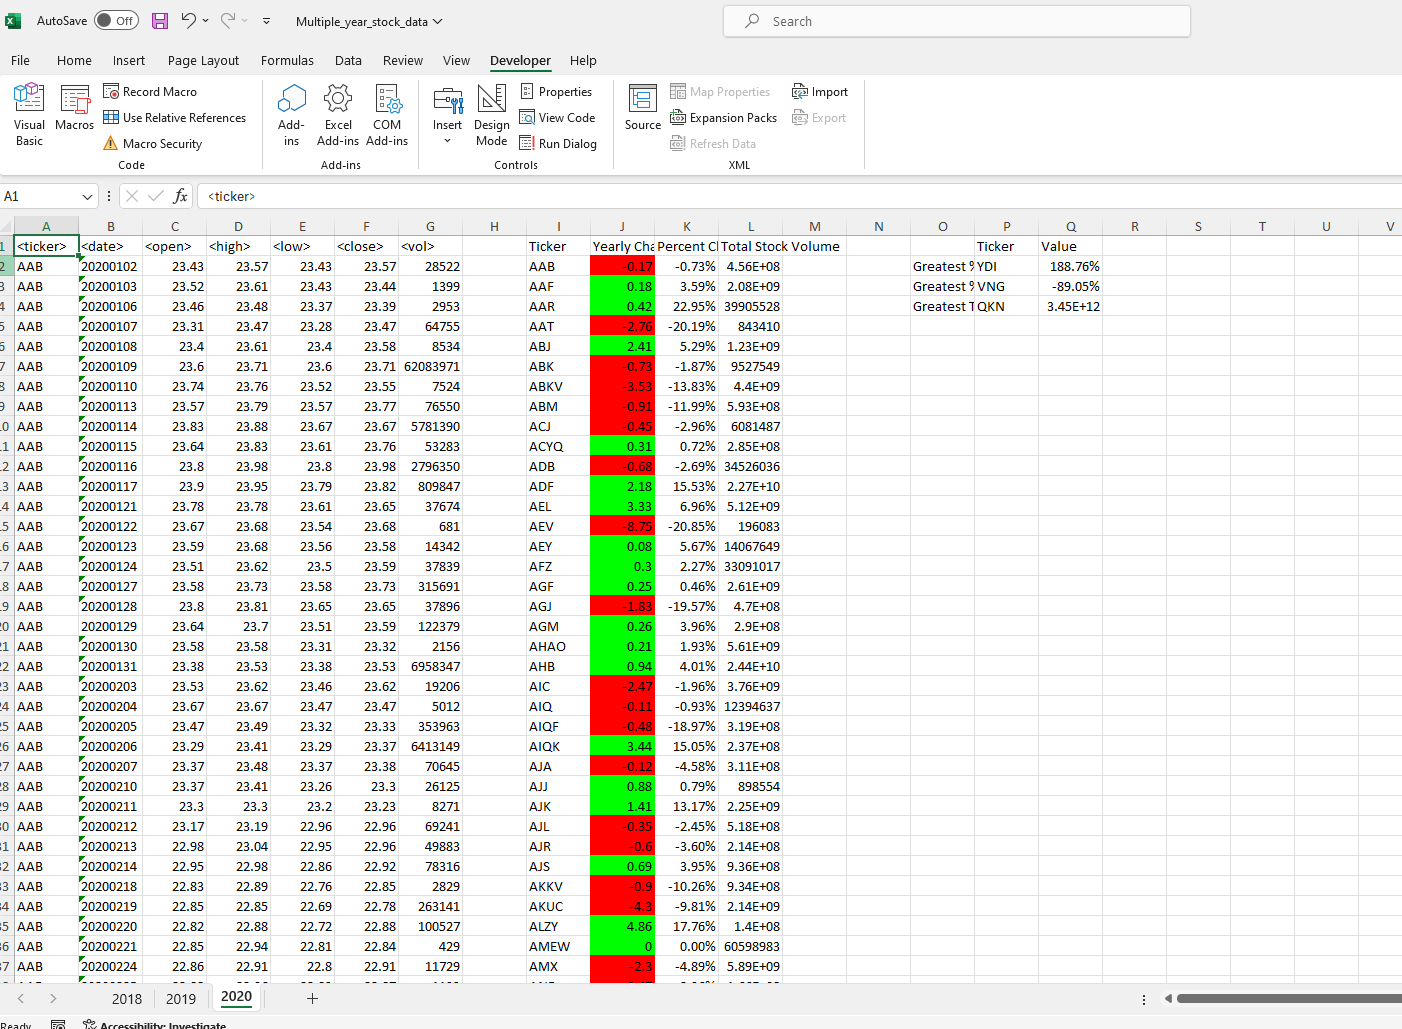 AutoSave Off Multiple_year_stock_data Search
File Home Insert Page Layout Formulas Data Review View Developer Help
Visual Basic Macros Record Macro Use Relative References Macro Security Code
Add-ins Excel Add-ins COM Add-ins Add-ins
Insert Design Mode Properties View Code Run Dialog Controls
Source Map Properties Expansion Packs Refresh Data Import Export XML
A1 fx <ticker>
A B C D E F G H I J K L M N O P Q R S T U V
1 <ticker> <date> <open> <high> <low> <close> <vol> Ticker Yearly Cha Percent Cl Total Stock Volume Ticker Value
2 AAB 20200102 23.43 23.57 23.43 23.57 28522 AAB -0.17 -0.73% 4.56E+08 Greatest % YDI 188.76%
3 AAB 20200103 23.52 23.61 23.43 23.44 1399 AAF 0.18 3.59% 2.08E+09 Greatest % VNG -89.05%
4 AAB 20200106 23.46 23.48 23.37 23.39 2953 AAR 0.42 22.95% 39905528 Greatest T QKN 3.45E+12
5 AAB 20200107 23.31 23.47 23.28 23.47 64755 AAT -2.76 -20.19% 843410
6 AAB 20200108 23.4 23.61 23.4 23.58 8534 ABJ 2.41 5.29% 1.23E+09
7 AAB 20200109 23.6 23.71 23.6 23.71 62083971 ABK -0.73 -1.87% 9527549
8 AAB 20200110 23.74 23.76 23.52 23.55 7524 ABKV -3.53 -13.83% 4.4E+09
9 AAB 20200113 23.57 23.79 23.57 23.77 76550 ABM -0.91 -11.99% 5.93E+08
.0 AAB 20200114 23.83 23.88 23.67 23.67 5781390 ACJ -0.45 -2.96% 6081487
.1 AAB 20200115 23.64 23.83 23.61 23.76 53283 ACYQ 0.31 0.72% 2.85E+08
.2 AAB 20200116 23.8 23.98 23.8 23.98 2796350 ADB -0.68 -2.69% 34526036
.3 AAB 20200117 23.9 23.95 23.79 23.82 809847 ADF 2.18 15.53% 2.27E+10
.4 AAB 20200121 23.78 23.78 23.61 23.65 37674 AEL 3.33 6.96% 5.12E+09
.5 AAB 20200122 23.67 23.68 23.54 23.68 681 AEV -8.75 -20.85% 196083
.6 AAB 20200123 23.59 23.68 23.56 23.58 14342 AEY 0.08 5.67% 14067649
.7 AAB 20200124 23.51 23.62 23.5 23.59 37839 AFZ 0.3 2.27% 33091017
.8 AAB 20200127 23.58 23.73 23.58 23.73 315691 AGF 0.25 0.46% 2.61E+09
.9 AAB 20200128 23.8 23.81 23.65 23.65 37896 AGJ -1.83 -19.57% 4.7E+08
20 AAB 20200129 23.64 23.7 23.51 23.59 122379 AGM 0.26 3.96% 2.9E+08
21 AAB 20200130 23.58 23.58 23.31 23.32 2156 AHAO 0.21 1.93% 5.61E+09
22 AAB 20200131 23.38 23.53 23.38 23.53 6958347 AHB 0.94 4.01% 2.44E+10
23 AAB 20200203 23.53 23.62 23.46 23.62 19206 AIC -2.47 -1.96% 3.76E+09
24 AAB 20200204 23.67 23.67 23.47 23.47 5012 AIQ -0.11 -0.93% 12394637
25 AAB 20200205 23.47 23.49 23.32 23.33 353963 AIQF -0.48 -18.97% 3.19E+08
26 AAB 20200206 23.29 23.41 23.29 23.37 6413149 AIQK 3.44 15.05% 2.37E+08
27 AAB 20200207 23.37 23.48 23.37 23.38 70645 AJA -0.12 -4.58% 3.11E+08
28 AAB 20200210 23.37 23.41 23.26 23.3 26125 AJJ 0.88 0.79% 898554
29 AAB 20200211 23.3 23.3 23.2 23.23 8271 AJK 1.41 13.17% 2.25E+09
30 AAB 20200212 23.17 23.19 22.96 22.96 69241 AJL -0.35 -2.45% 5.18E+08
31 AAB 20200213 22.98 23.04 22.95 22.96 49883 AJR -0.6 -3.60% 2.14E+08
32 AAB 20200214 22.95 22.98 22.86 22.92 78316 AJS 0.69 3.95% 9.36E+08
33 AAB 20200218 22.83 22.89 22.76 22.85 2829 AKKV -0.9 -10.26% 9.34E+08
34 AAB 20200219 22.85 22.85 22.69 22.78 263141 AKUC -4.3 -9.81% 2.14E+09
35 AAB 20200220 22.82 22.88 22.72 22.88 100527 ALZY 4.86 17.76% 1.4E+08
36 AAB 20200221 22.85 22.94 22.81 22.84 429 AMEW 0 0.00% 60598983
37 AAB 20200224 22.86 22.91 22.8 22.91 11729 AMX -2.3 -4.89% 5.89E+09
2018 2019 2020
Ready Accessibility: Investigate